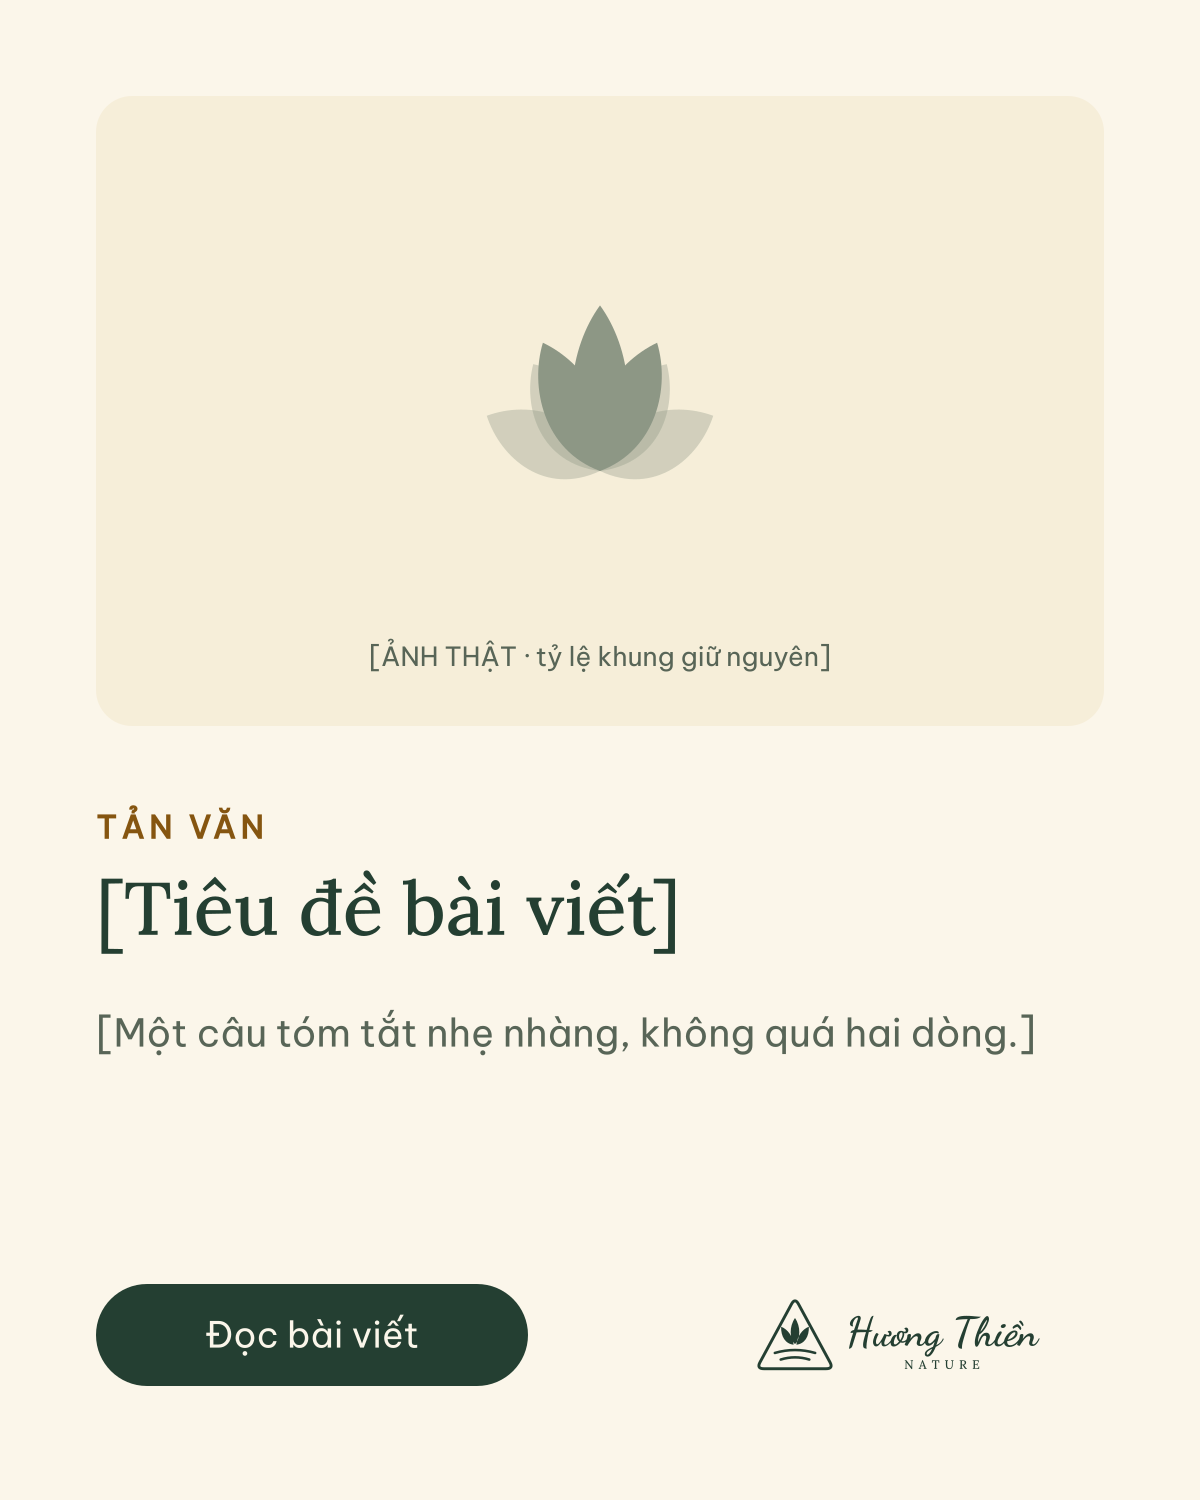 [ẢNH THẬT · tỷ lệ khung giữ nguyên]
TẢN VĂN
[Tiêu đề bài viết]
[Một câu tóm tắt nhẹ nhàng, không quá hai dòng.]
Đọc bài viết
Hương Thiền
NATURE